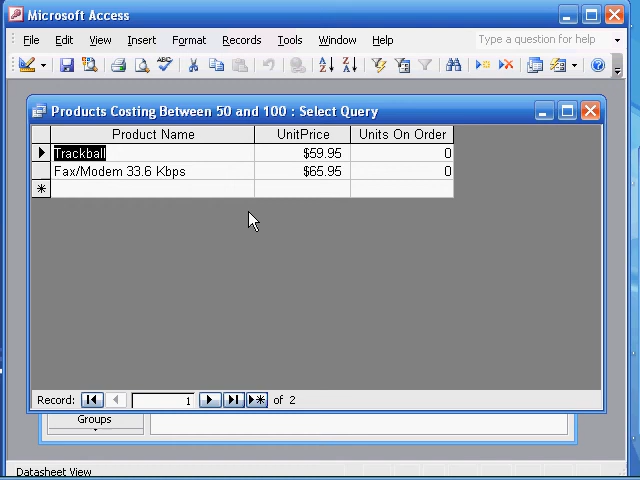 Microsoft Access
File Edit View Insert Format Records Tools Window Help Type a question for help
Products Costing Between 50 and 100 : Select Query
Product Name UnitPrice Units On Order
Trackball $59.95 0
Fax/Modem 33.6 Kbps $65.95 0
Record: 1 of 2
Groups
Datasheet View